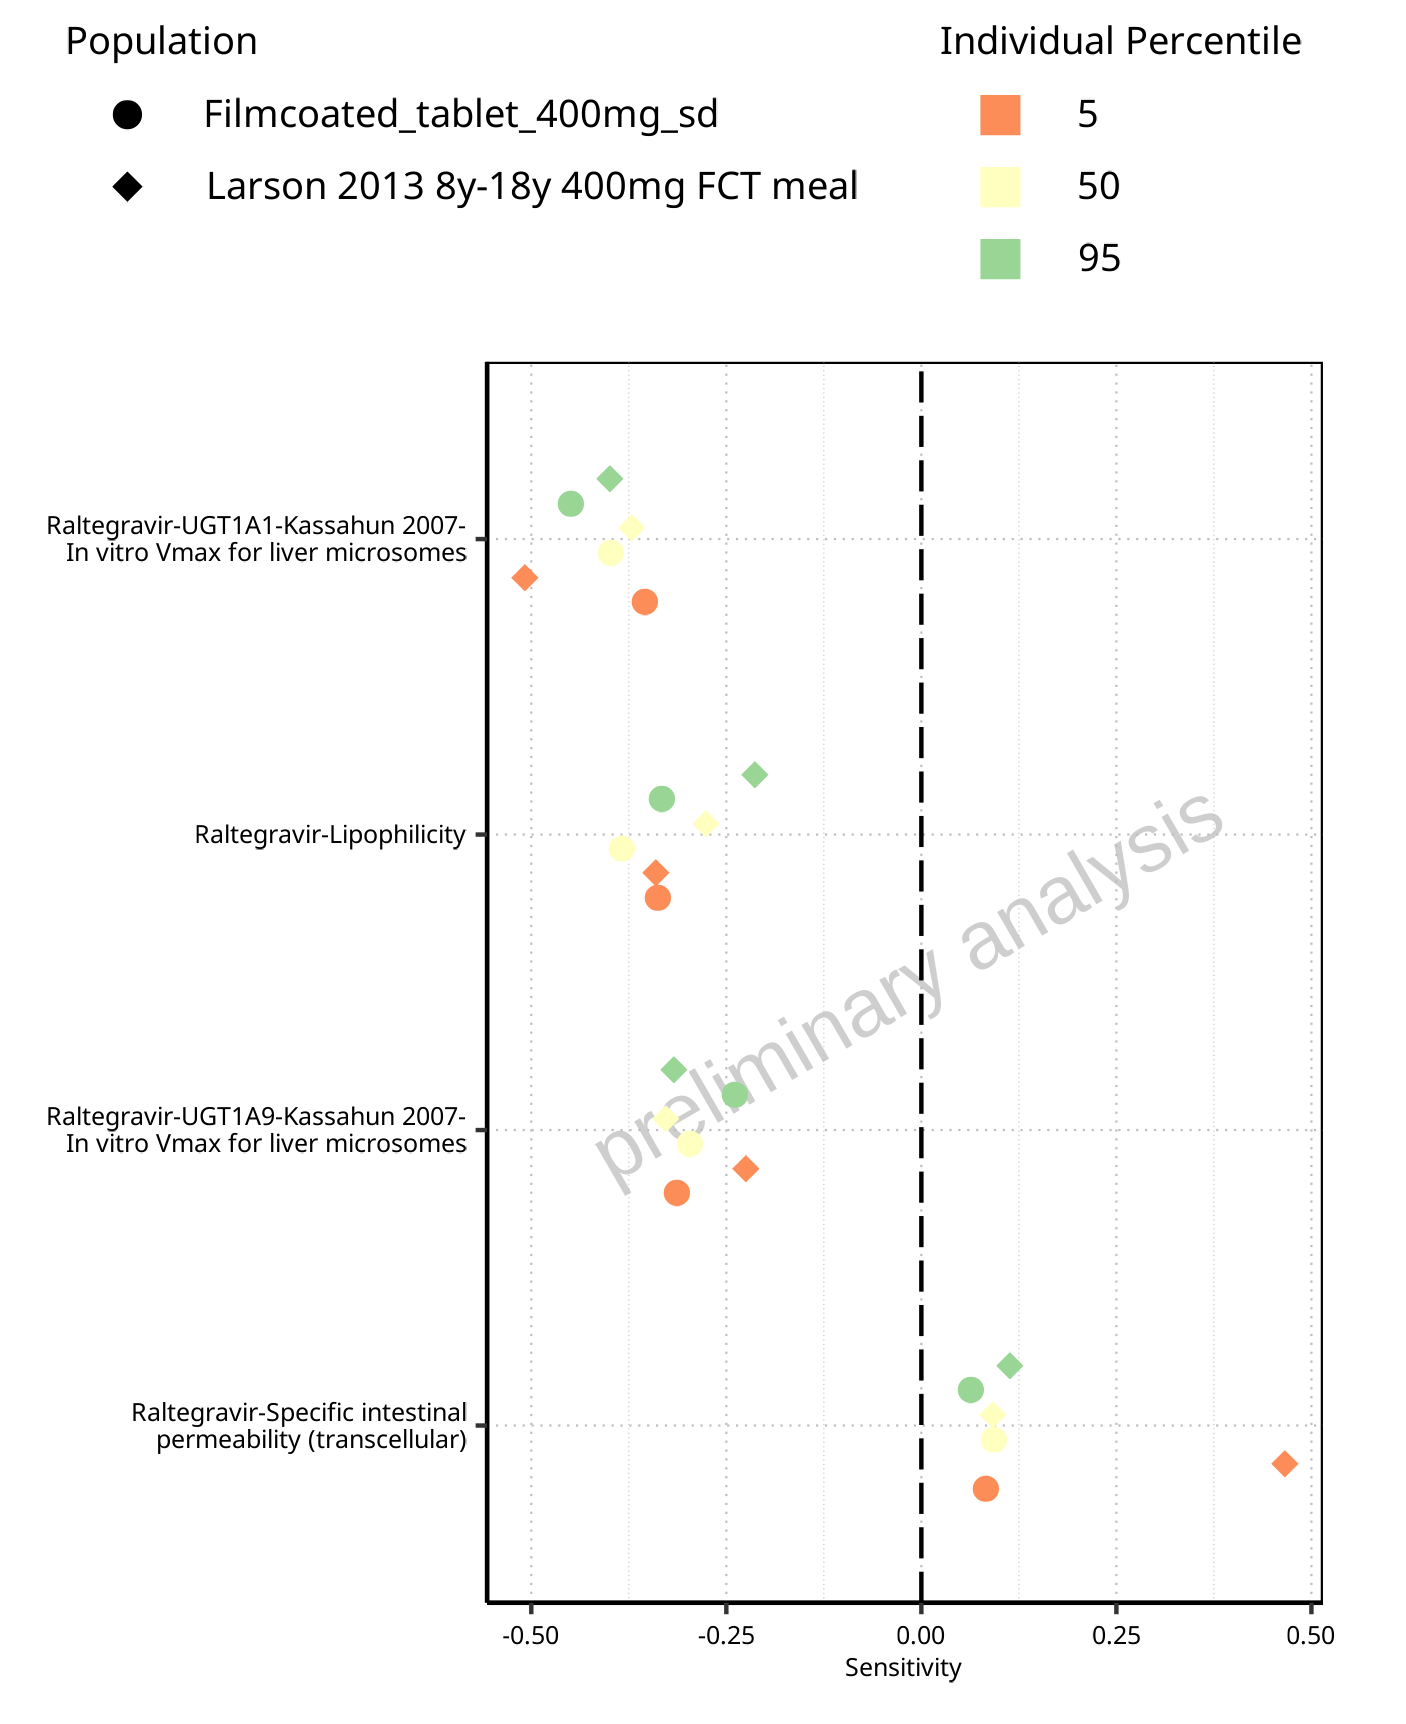 Population
Filmcoated_tablet_400mg_sd
Larson 2013 8y-18y 400mg FCT meal
Individual Percentile
5
50
95
Raltegravir-UGT1A1-Kassahun 2007-
In vitro Vmax for liver microsomes
Raltegravir-Lipophilicity
Raltegravir-UGT1A9-Kassahun 2007-
In vitro Vmax for liver microsomes
Raltegravir-Specific intestinal
permeability (transcellular)
preliminary analysis
-0.50
-0.25
0.00
0.25
0.50
Sensitivity